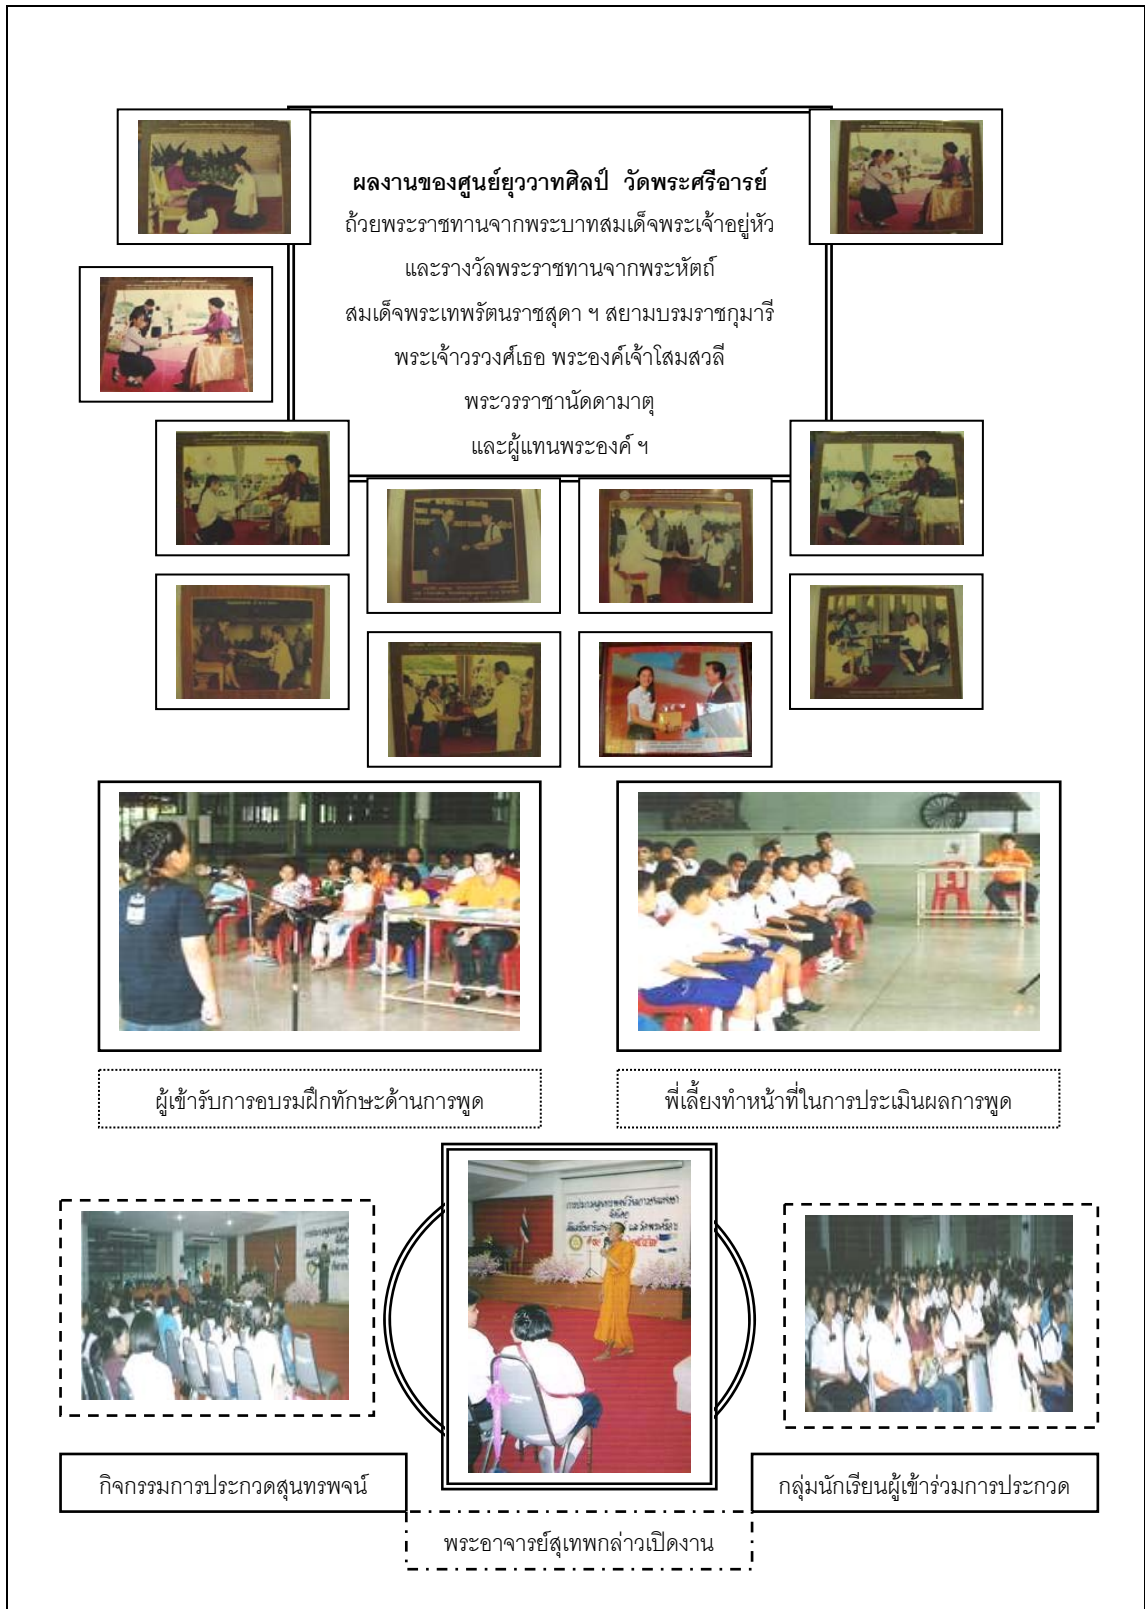 ผลงานของศูนย์ยุววาทศิลป์ วัดพระศรีอารย์
ถ้วยพระราชทานจากพระบาทสมเด็จพระเจ้าอยู่หัว
และรางวัลพระราชทานจากพระหัตถ์
สมเด็จพระเทพรัตนราชสุดา ฯ สยามบรมราชกุมารี
พระเจ้าวรวงศ์เธอ พระองค์เจ้าโสมสวลี
พระวรราชานัดดามาตุ
และผู้แทนพระองค์ ฯ
ผู้เข้ารับการอบรมฝึกทักษะด้านการพูด
พี่เลี้ยงทำหน้าที่ในการประเมินผลการพูด
กิจกรรมการประกวดสุนทรพจน์
กลุ่มนักเรียนผู้เข้าร่วมการประกวด
พระอาจารย์สุเทพกล่าวเปิดงาน